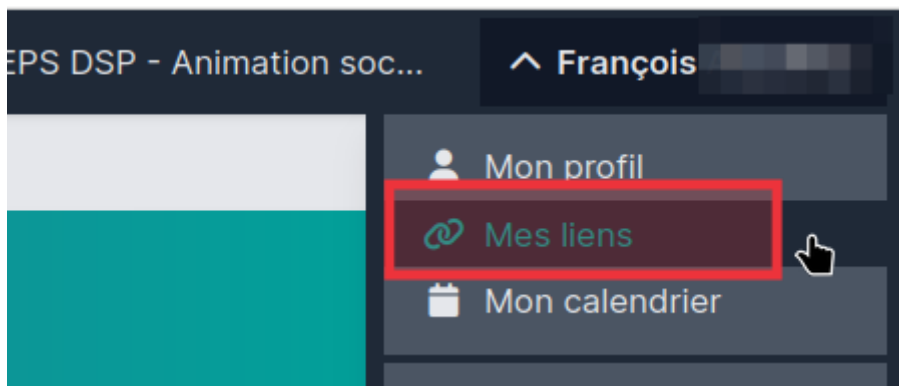 EPS DSP - Animation soc...
François
Mon profil
Mes liens
Mon calendrier